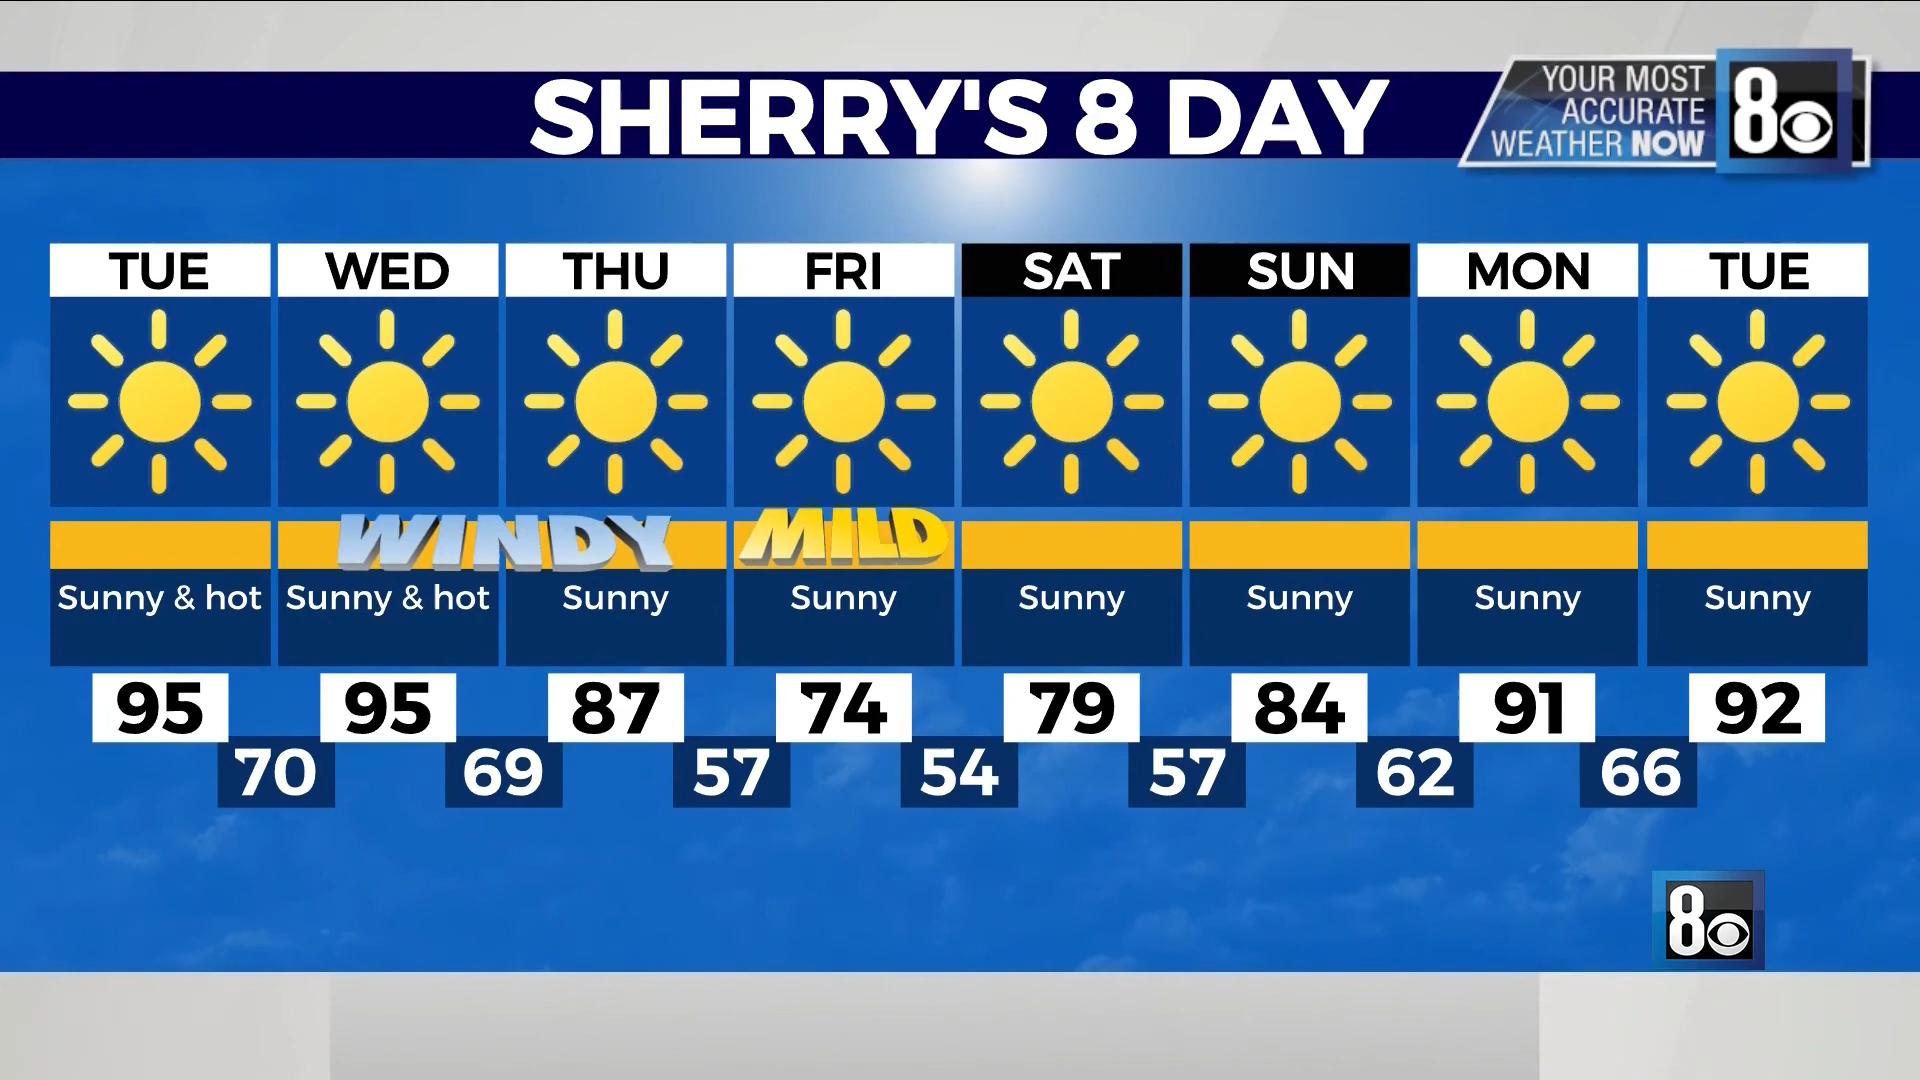 SHERRY'S 8 DAY
YOUR MOST
ACCURATE
WEATHER NOW
8
TUE WED THU FRI SAT SUN MON TUE
WINDY MILD
Sunny & hot Sunny & hot Sunny Sunny Sunny Sunny Sunny Sunny
95 95 87 74 79 84 91 92
70 69 57 54 57 62 66
8